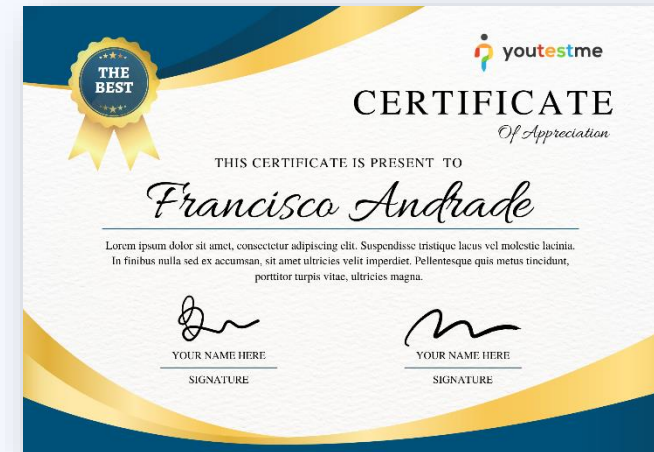 THE
BEST
youtestme
CERTIFICATE
Of Appreciation
THIS CERTIFICATE IS PRESENT TO
Francisco Andrade
Lorem ipsum dolor sit amet, consectetur adipiscing elit. Suspendisse tristique lacus vel molestie lacinia.
In finibus nulla sed ex accumsan, sit amet ultricies velit imperdiet. Pellentesque quis metus tincidunt,
porttitor turpis vitae, ultricies magna.
YOUR NAME HERE
SIGNATURE
YOUR NAME HERE
SIGNATURE